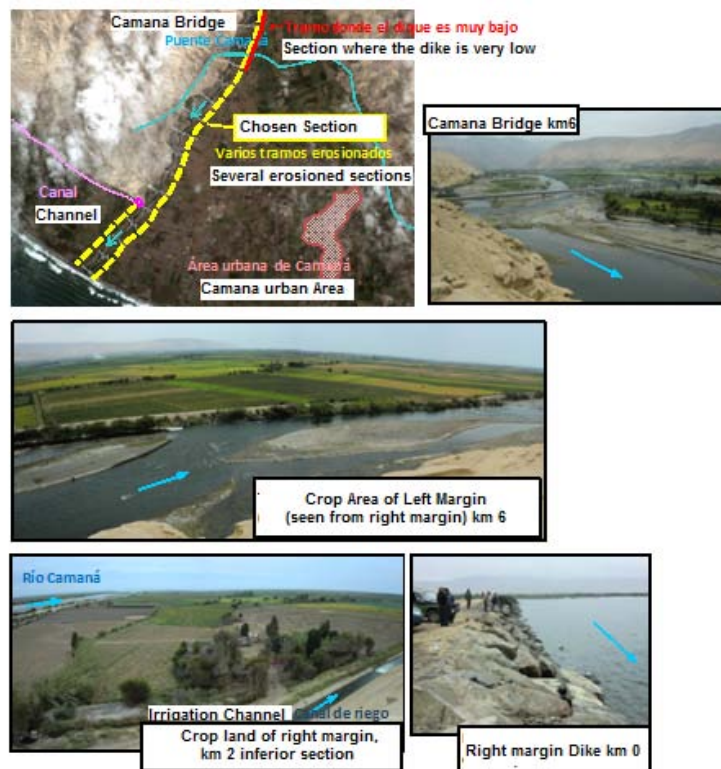 Camana Bridge
Tramo donde el dique es muy bajo
Puente Camaná
Section where the dike is very low
Chosen Section
Varios tramos erosionados
Several erosioned sections
Canal
Channel
Área urbana de Camaná
Camana urban Area
Camana Bridge km6
Crop Area of Left Margin
(seen from right margin) km 6
Río Camaná
Irrigation Channel
Canal de riego
Crop land of right margin,
km 2 inferior section
Right margin Dike km 0